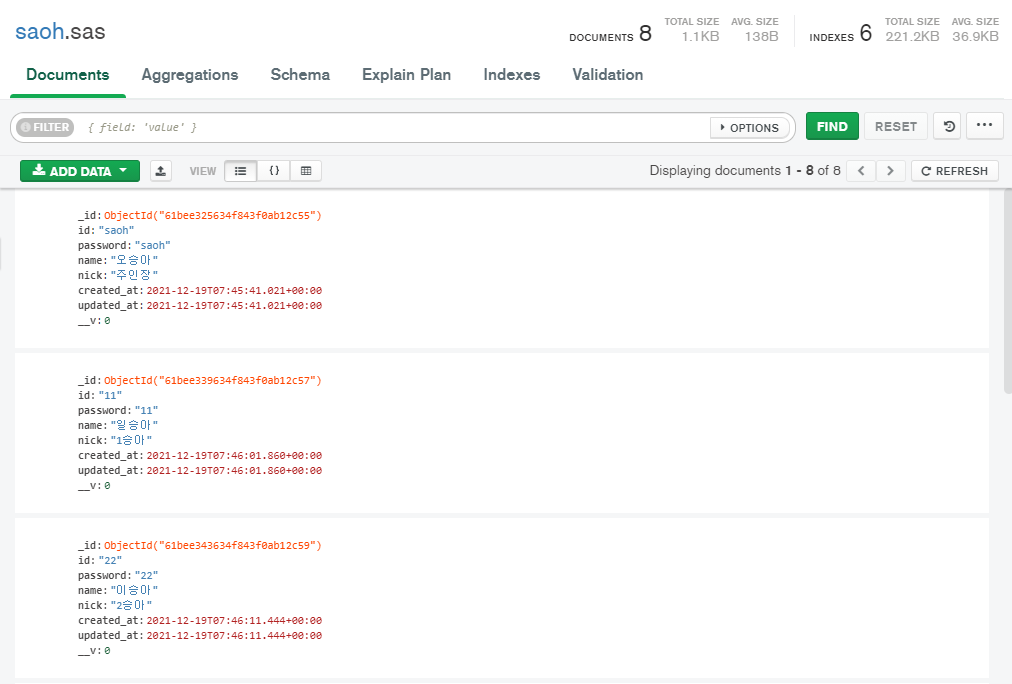 saoh.sas
DOCUMENTS 8 TOTAL SIZE 1.1KB AVG. SIZE 138B INDEXES 6 TOTAL SIZE 221.2KB AVG. SIZE 36.9KB
Documents Aggregations Schema Explain Plan Indexes Validation
FILTER { field: 'value' } OPTIONS FIND RESET ...
ADD DATA VIEW {} Displaying documents 1 - 8 of 8 < > REFRESH
_id: ObjectId("61bee325634f843f0ab12c55")
id: "saoh"
password: "saoh"
name: "오승아"
nick: "주인장"
created_at: 2021-12-19T07:45:41.021+00:00
updated_at: 2021-12-19T07:45:41.021+00:00
__v: 0
_id: ObjectId("61bee339634f843f0ab12c57")
id: "11"
password: "11"
name: "일승아"
nick: "1승아"
created_at: 2021-12-19T07:46:01.860+00:00
updated_at: 2021-12-19T07:46:01.860+00:00
__v: 0
_id: ObjectId("61bee343634f843f0ab12c59")
id: "22"
password: "22"
name: "이승아"
nick: "2승아"
created_at: 2021-12-19T07:46:11.444+00:00
updated_at: 2021-12-19T07:46:11.444+00:00
__v: 0